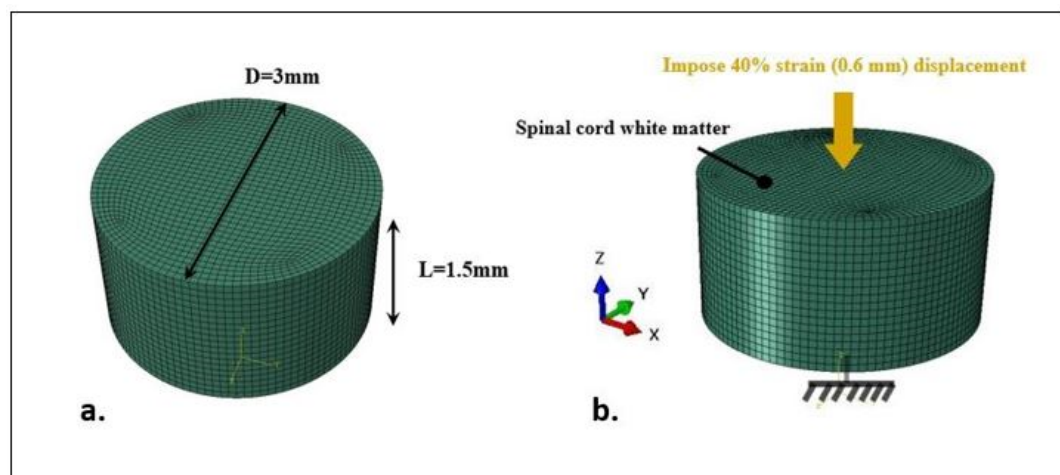 D=3mm
L=1.5mm
a.
Impose 40% strain (0.6 mm) displacement
Spinal cord white matter
Z
Y
X
b.